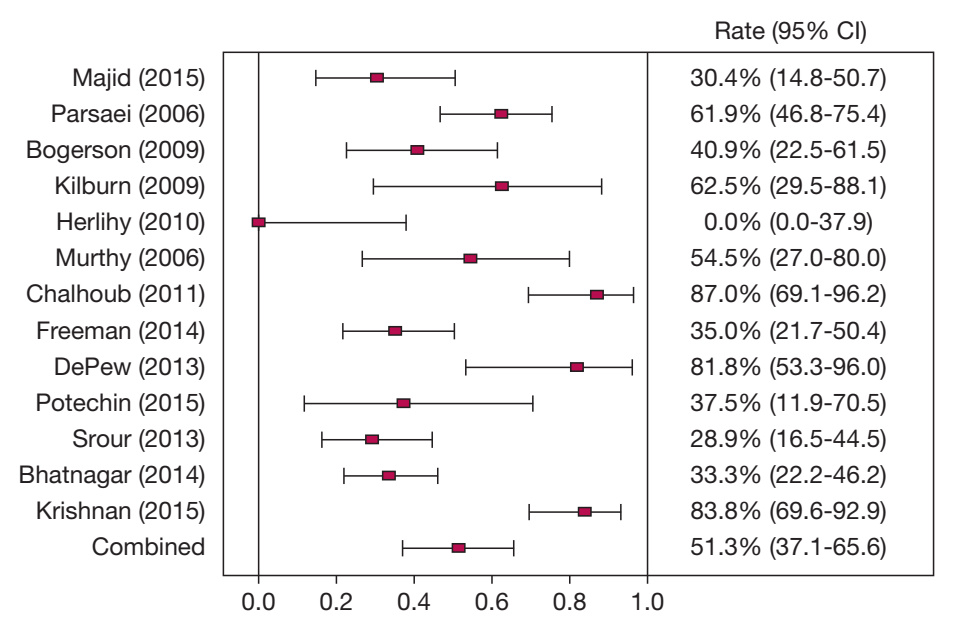 Rate (95% CI)
Majid (2015) 30.4% (14.8-50.7)
Parsaei (2006) 61.9% (46.8-75.4)
Bogerson (2009) 40.9% (22.5-61.5)
Kilburn (2009) 62.5% (29.5-88.1)
Herlihy (2010) 0.0% (0.0-37.9)
Murthy (2006) 54.5% (27.0-80.0)
Chalhoub (2011) 87.0% (69.1-96.2)
Freeman (2014) 35.0% (21.7-50.4)
DePew (2013) 81.8% (53.3-96.0)
Potechin (2015) 37.5% (11.9-70.5)
Srour (2013) 28.9% (16.5-44.5)
Bhatnagar (2014) 33.3% (22.2-46.2)
Krishnan (2015) 83.8% (69.6-92.9)
Combined 51.3% (37.1-65.6)
0.0 0.2 0.4 0.6 0.8 1.0